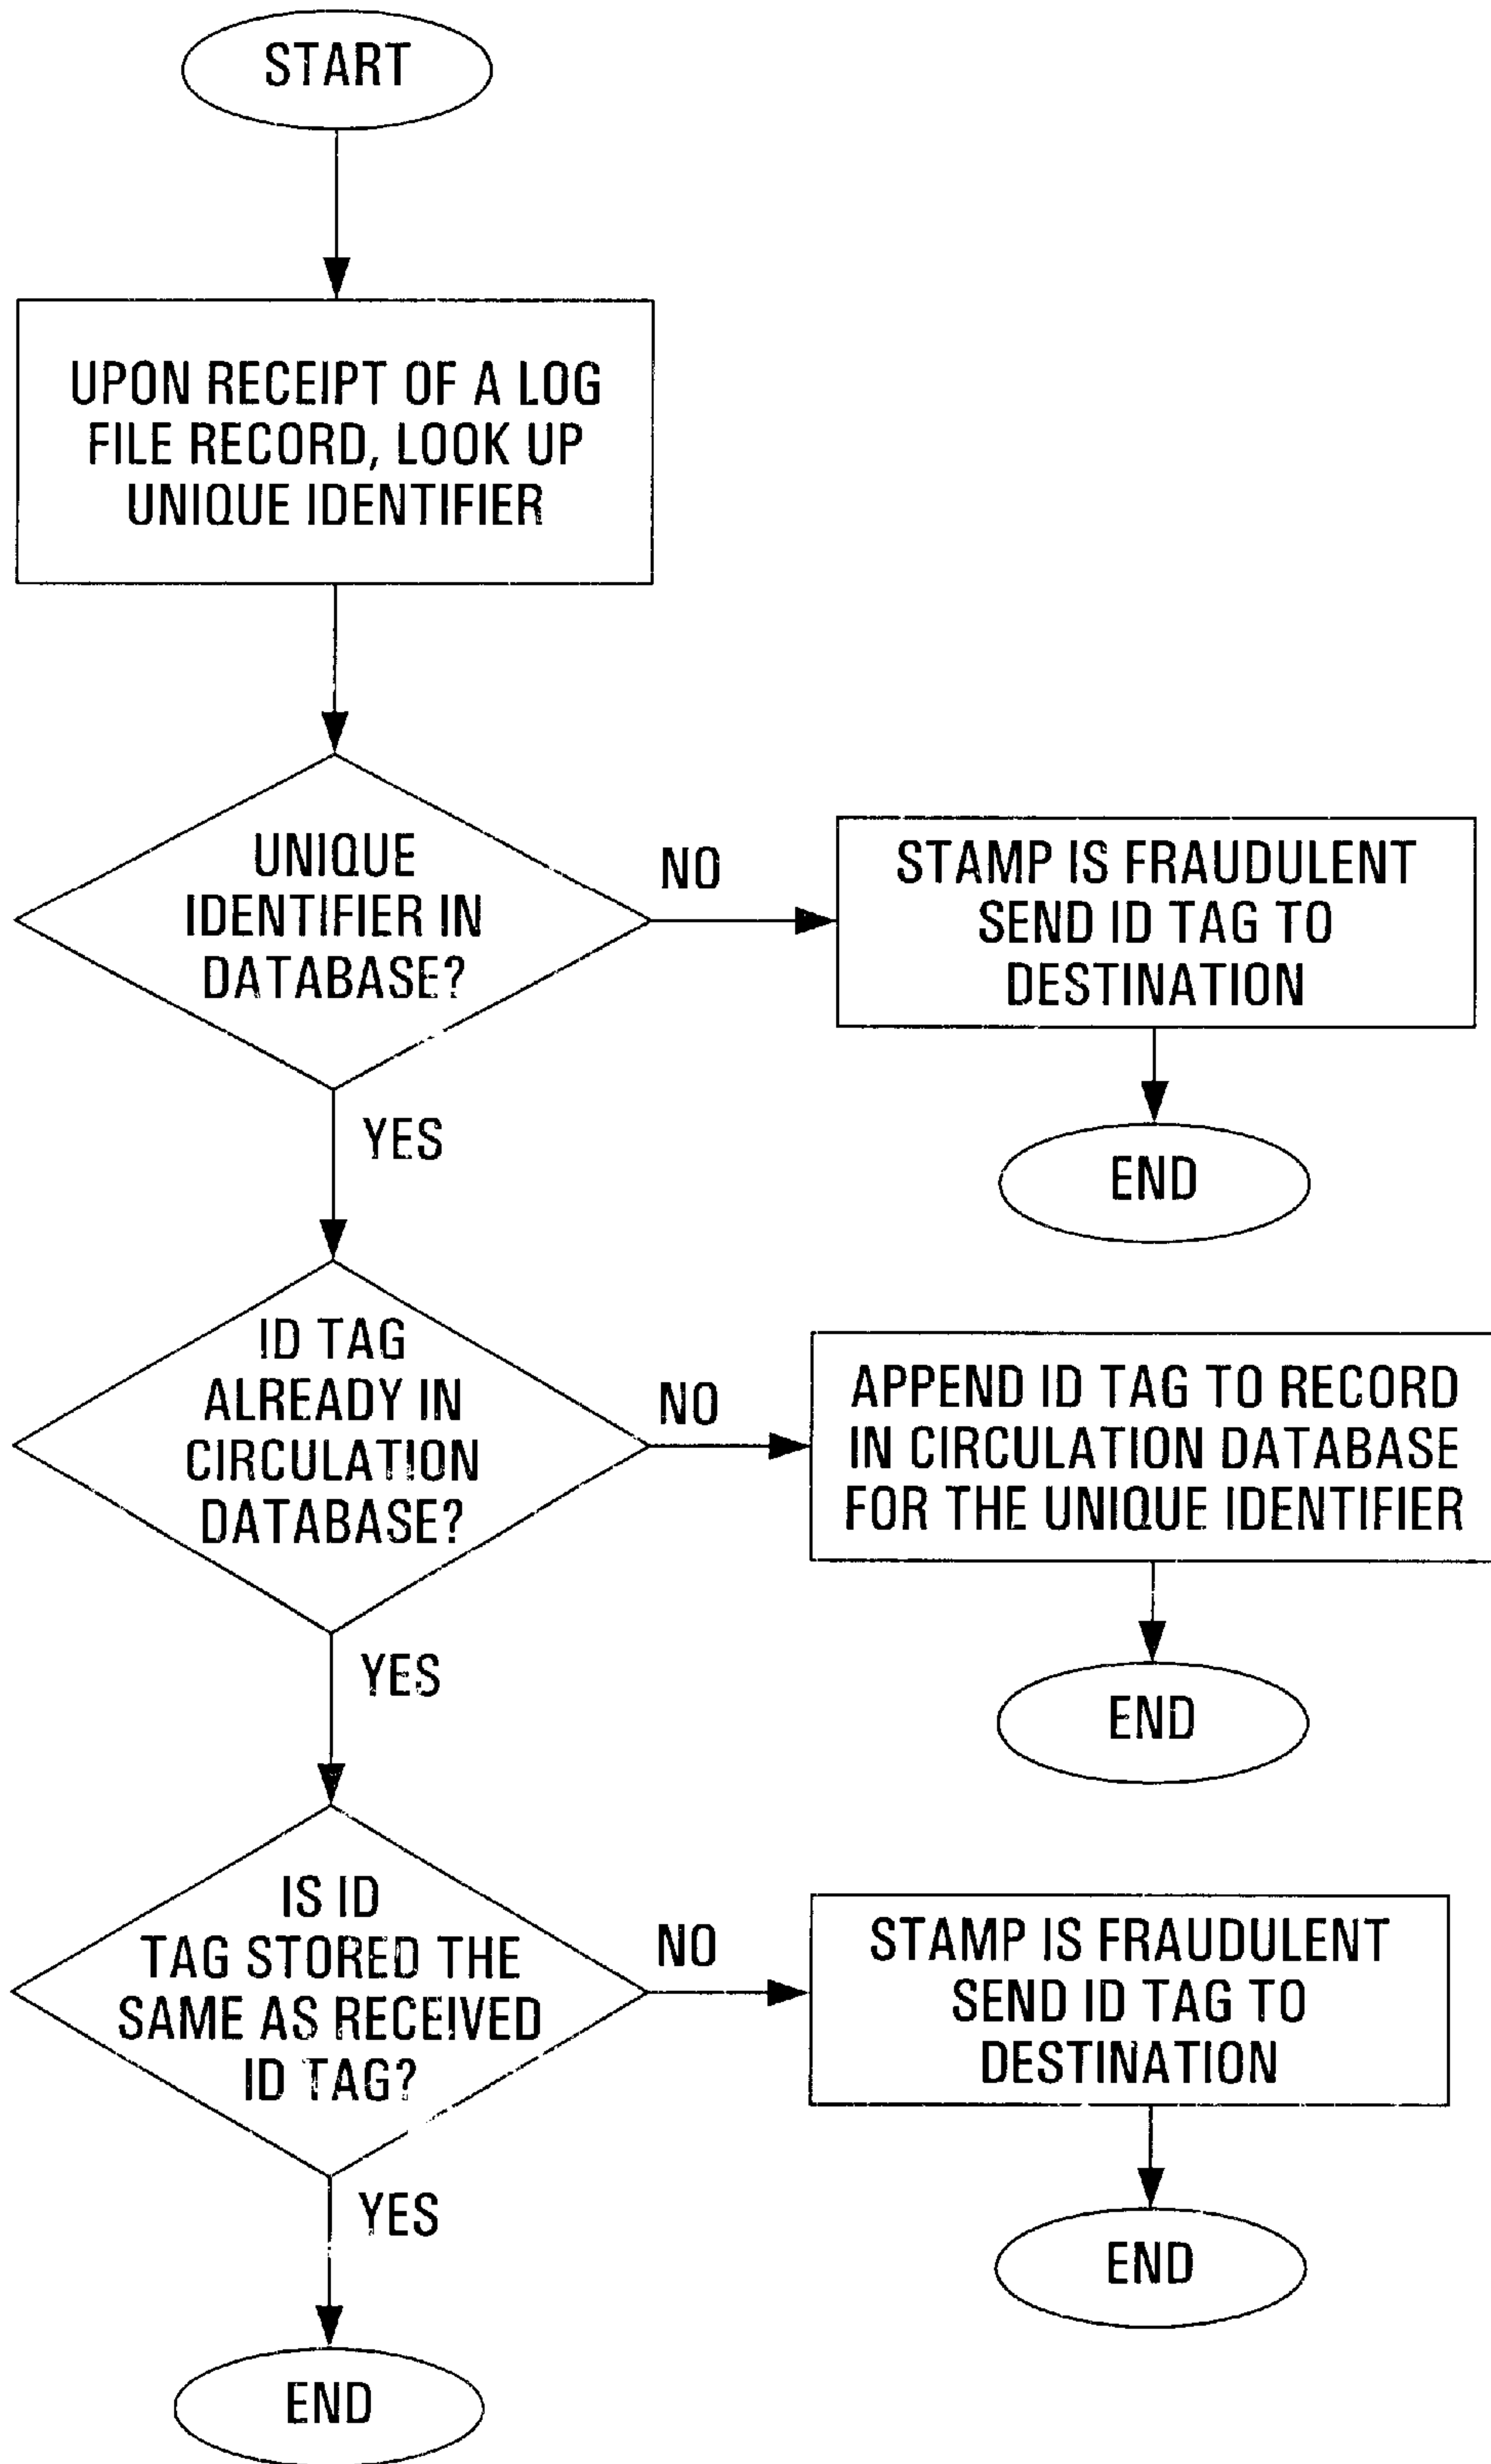 START
UPON RECEIPT OF A LOG
FILE RECORD, LOOK UP
UNIQUE IDENTIFIER
UNIQUE
IDENTIFIER IN
DATABASE?
NO
STAMP IS FRAUDULENT
SEND ID TAG TO
DESTINATION
END
YES
ID TAG
ALREADY IN
CIRCULATION
DATABASE?
NO
APPEND ID TAG TO RECORD
IN CIRCULATION DATABASE
FOR THE UNIQUE IDENTIFIER
END
YES
IS ID
TAG STORED THE
SAME AS RECEIVED
ID TAG?
NO
STAMP IS FRAUDULENT
SEND ID TAG TO
DESTINATION
END
YES
END